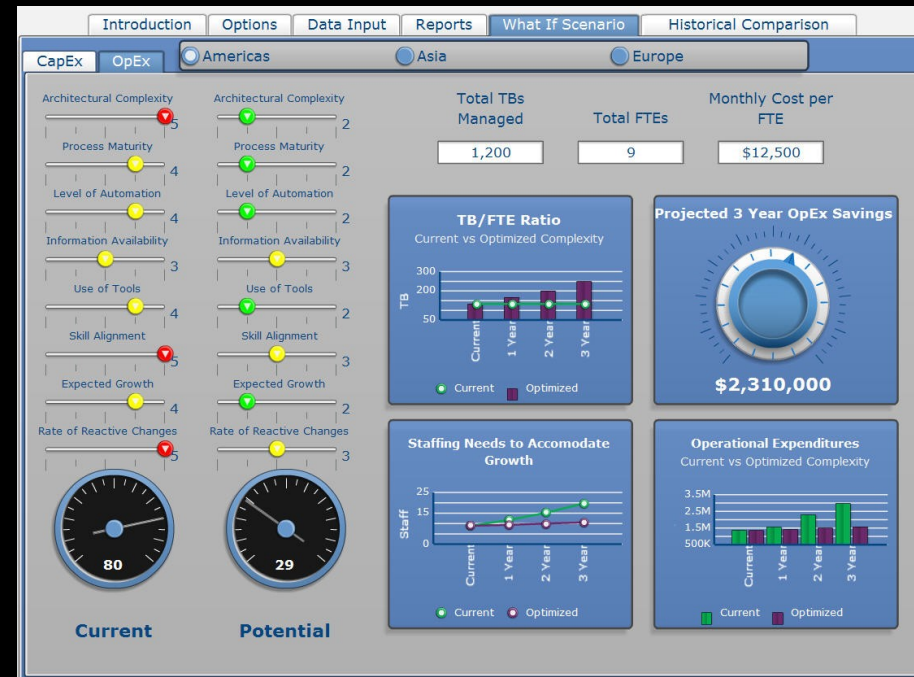 Introduction
Options
Data Input
Reports
What If Scenario
Historical Comparison
CapEx
OpEx
Americas
Asia
Europe
Architectural Complexity
5
Process Maturity
4
Level of Automation
4
Information Availability
3
Use of Tools
4
Skill Alignment
5
Expected Growth
4
Rate of Reactive Changes
5
80
Current
Architectural Complexity
2
Process Maturity
2
Level of Automation
2
Information Availability
3
Use of Tools
2
Skill Alignment
3
Expected Growth
2
Rate of Reactive Changes
3
29
Potential
Total TBs
Managed
1,200
Total FTEs
9
Monthly Cost per
FTE
$12,500
TB/FTE Ratio
Current vs Optimized Complexity
TB
300
200
50
Current
1 Year
2 Year
3 Year
Current
Optimized
Projected 3 Year OpEx Savings
$2,310,000
Staffing Needs to Accomodate
Growth
Staff
25
15
0
Current
1 Year
2 Year
3 Year
Current
Optimized
Operational Expenditures
Current vs Optimized Complexity
3.5M
2.5M
1.5M
500K
Current
1 Year
2 Year
3 Year
Current
Optimized